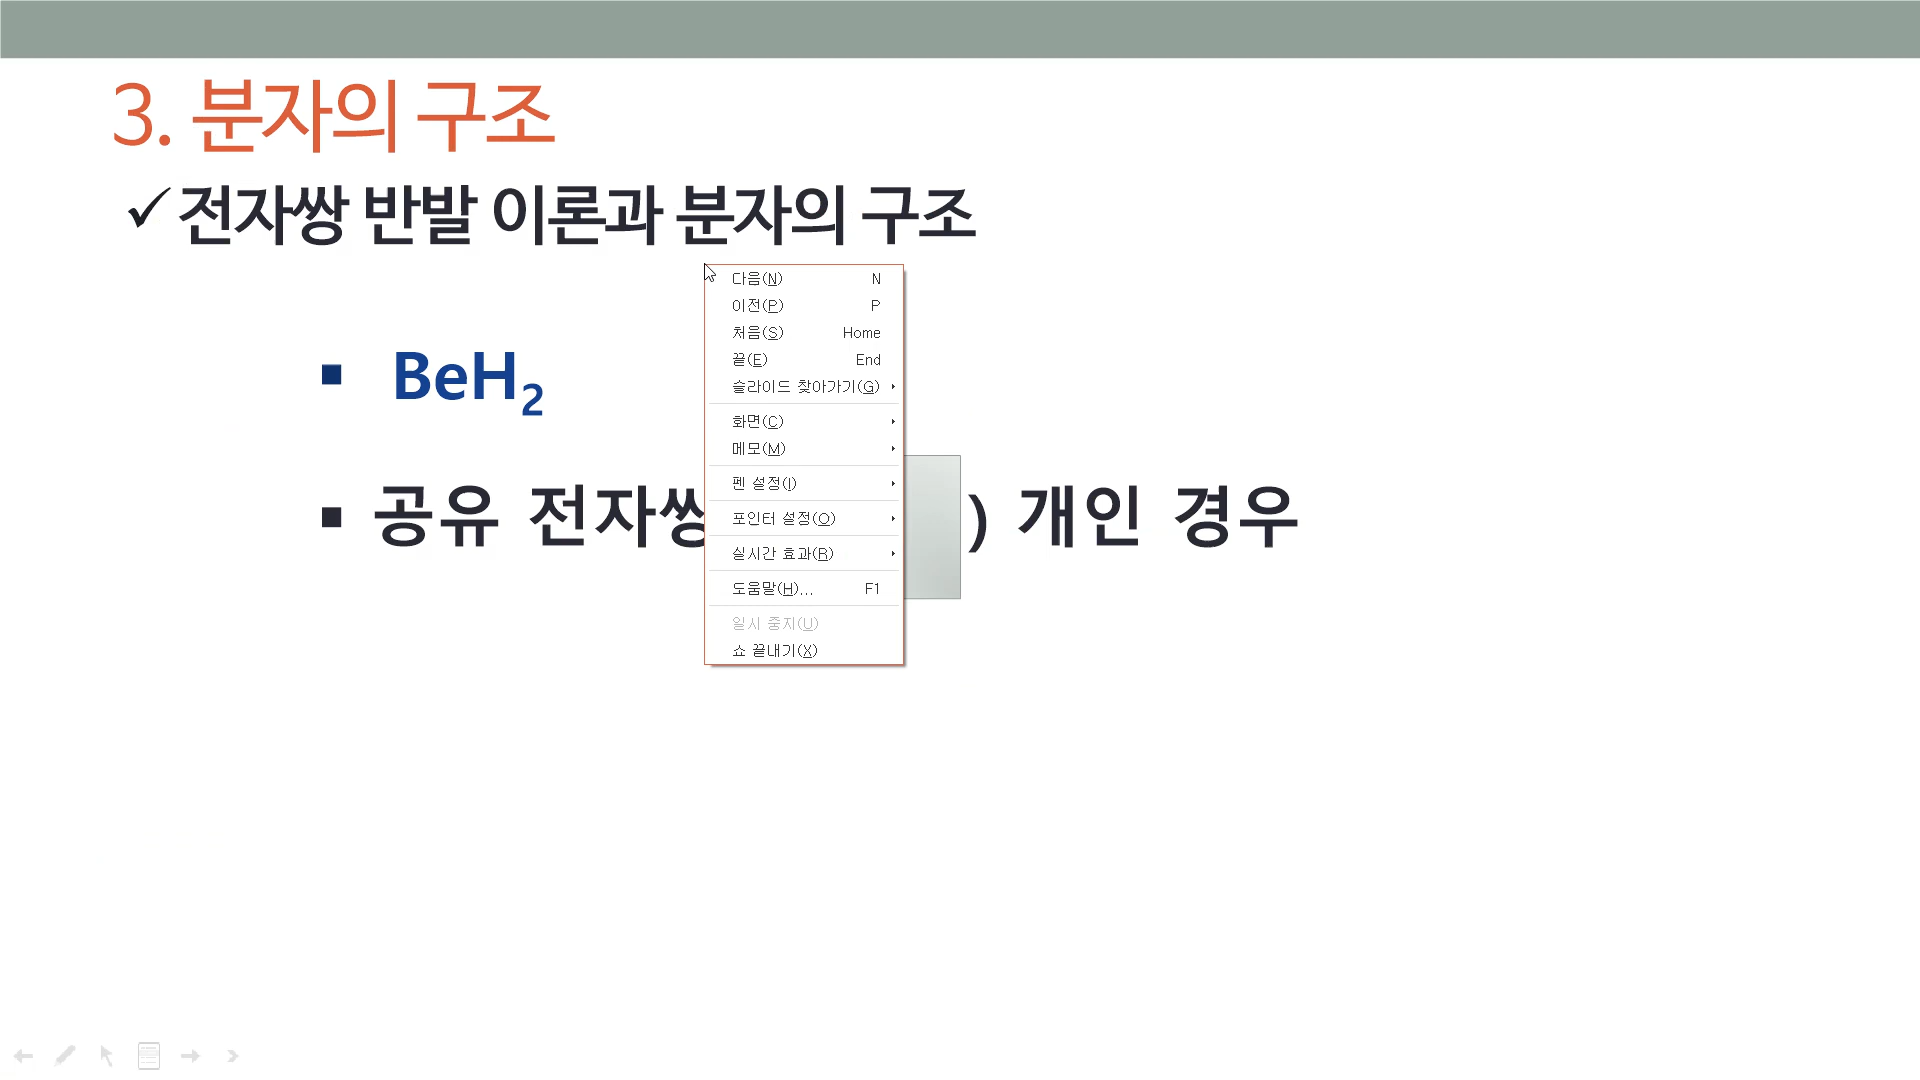 3. 분자의 구조
✓전자쌍 반발 이론과 분자의 구조
▪ BeH₂
▪ 공유 전자쌍 ) 개인 경우
다음(N) N
이전(P) P
처음(S) Home
끝(E) End
슬라이드 찾아가기(G)
화면(C)
메모(M)
펜 설정(I)
포인터 설정(O)
실시간 효과(R)
도움말(H)... F1
일시 중지(U)
쇼 끝내기(X)